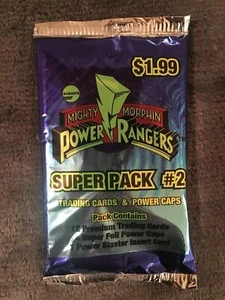 $1.99
MIGHTY MORPHIN
POWER RANGERS
SUPER PACK #2
TRADING CARDS & POWER CAPS
Pack Contains
12 Premium Trading Cards
Power Foil Power Caps
Power Blaster Insert Card